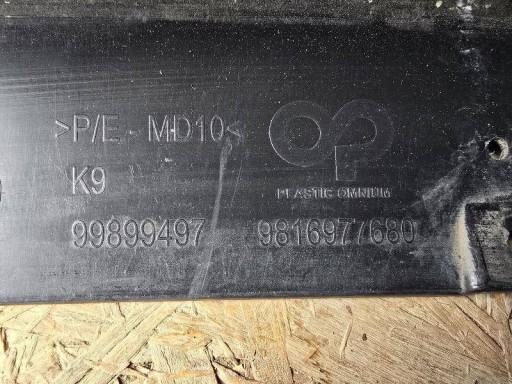 >P/E - MD10<
K9
PLASTIC OMNIUM
99899497 9816977680